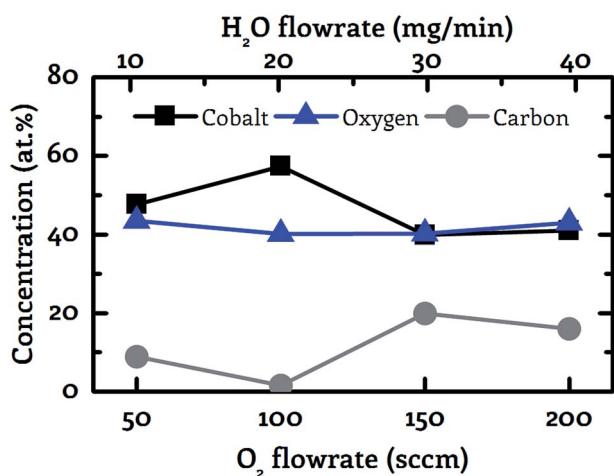 H₂O flowrate (mg/min)
10 20 30 40
80
Cobalt Oxygen Carbon
60
40
20
0
Concentration (at.%)
50 100 150 200
O₂ flowrate (sccm)